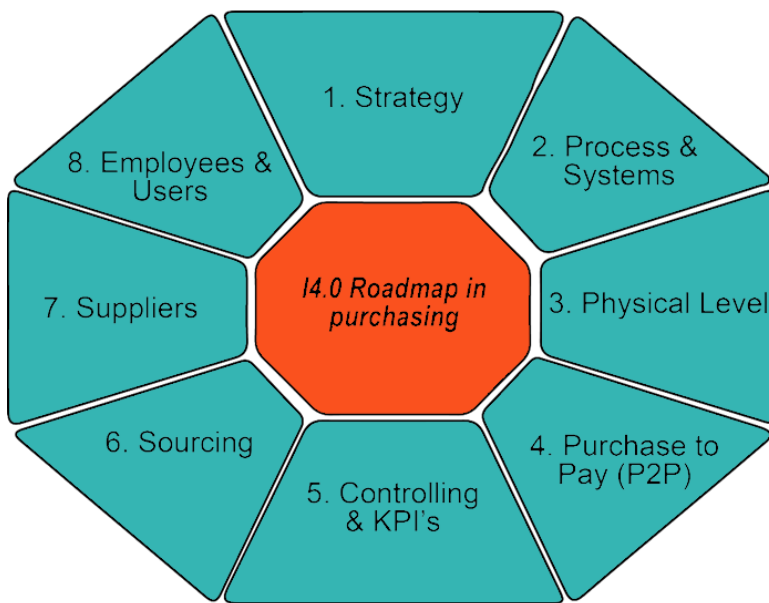 1. Strategy
2. Process &
Systems
3. Physical Level
4. Purchase to
Pay (P2P)
5. Controlling
& KPI's
6. Sourcing
7. Suppliers
8. Employees &
Users
I4.0 Roadmap in
purchasing